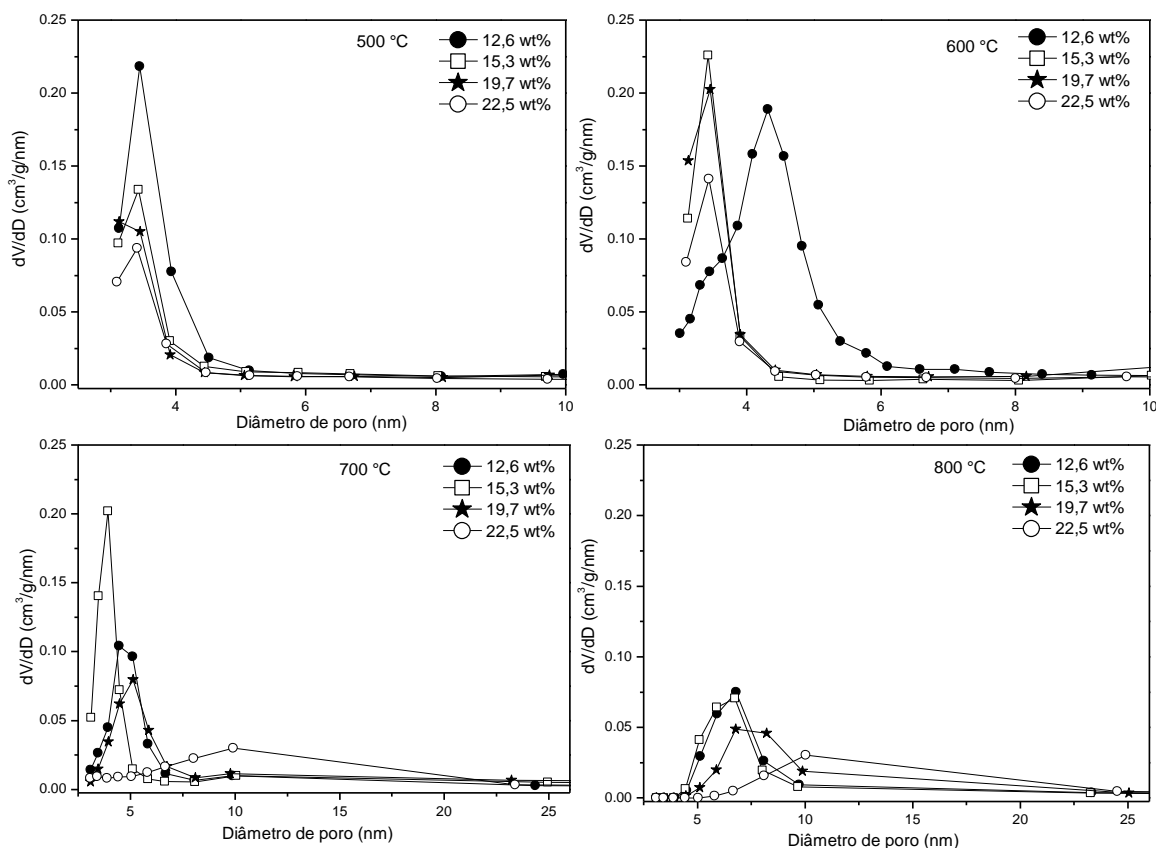 500 °C
12,6 wt%
15,3 wt%
19,7 wt%
22,5 wt%
0.25
0.20
0.15
0.10
0.05
0.00
dV/dD (cm³/g/nm)
4 6 8 10
Diâmetro de poro (nm)
600 °C
12,6 wt%
15,3 wt%
19,7 wt%
22,5 wt%
0.25
0.20
0.15
0.10
0.05
0.00
dV/dD (cm³/g/nm)
4 6 8 10
Diâmetro de poro (nm)
700 °C
12,6 wt%
15,3 wt%
19,7 wt%
22,5 wt%
0.25
0.20
0.15
0.10
0.05
0.00
dV/dD (cm³/g/nm)
5 10 15 20 25
Diâmetro de poro (nm)
800 °C
12,6 wt%
15,3 wt%
19,7 wt%
22,5 wt%
0.25
0.20
0.15
0.10
0.05
0.00
dV/dD (cm³/g/nm)
5 10 15 20 25
Diâmetro de poro (nm)